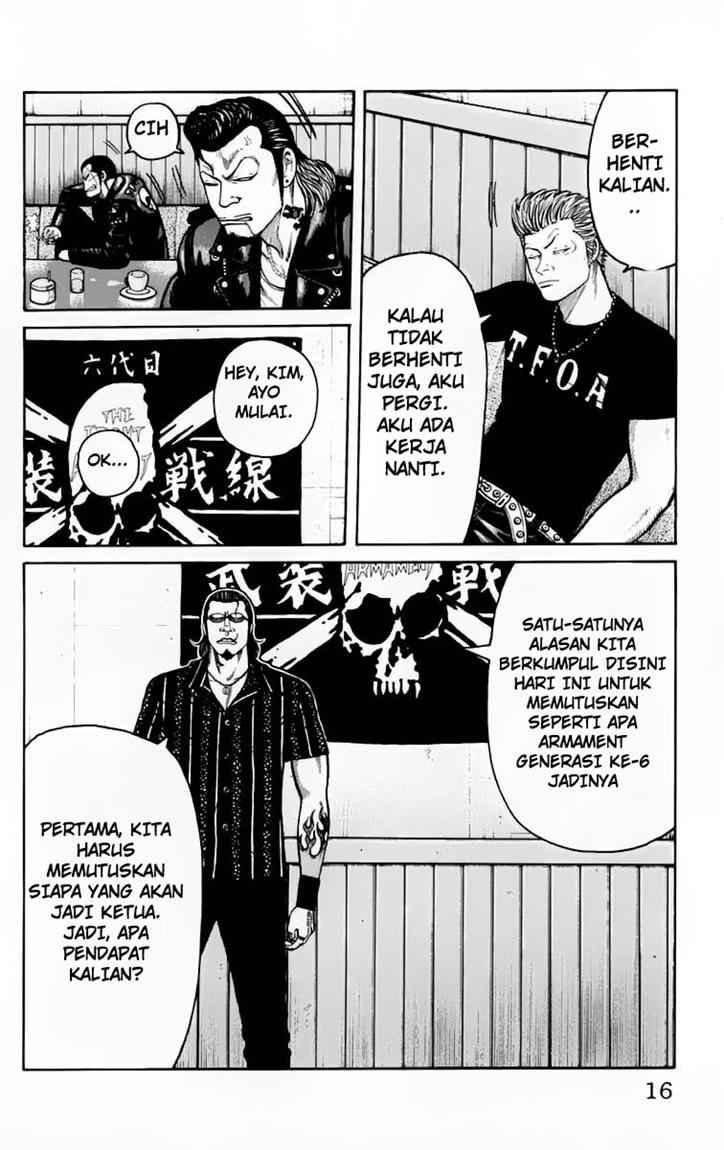 BER-
HENTI
KALIAN.
..
KALAU
TIDAK
BERHENTI
JUGA, AKU
PERGI.
AKU ADA
KERJA
NANTI.
T.F.O.A
CIH
六代目
THE
HEY, KIM,
AYO
MULAI.
OK...
装 戦線
武装 戦
ARMAMENT
SATU-SATUNYA
ALASAN KITA
BERKUMPUL DISINI
HARI INI UNTUK
MEMUTUSKAN
SEPERTI APA
ARMAMENT
GENERASI KE-6
JADINYA
PERTAMA, KITA
HARUS
MEMUTUSKAN
SIAPA YANG AKAN
JADI KETUA.
JADI, APA
PENDAPAT
KALIAN?
16